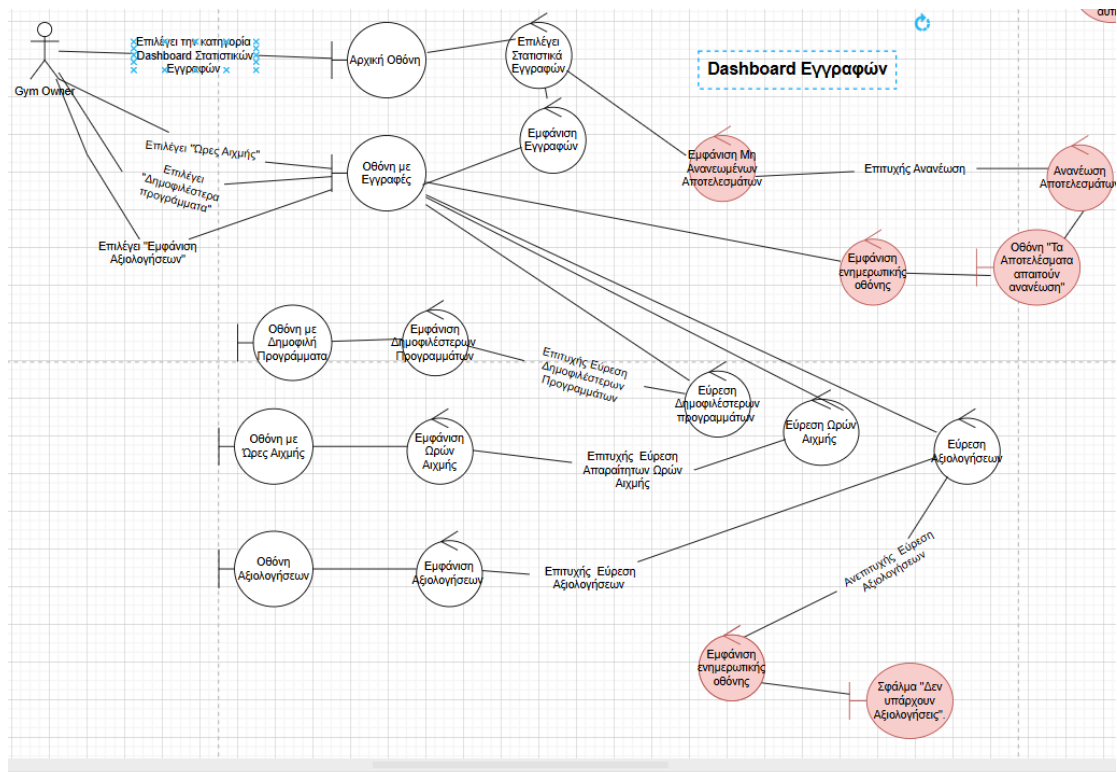 Επιλέγει την κατηγορία
Dashboard Στατιστικών
Εγγραφών
Gym Owner
Αρχική Οθόνη
Επιλέγει
Στατιστικά
Εγγραφών
Dashboard Εγγραφών
Επιλέγει "Ώρες Αιχμής"
Επιλέγει
"Δημοφιλέστερα
προγράμματα"
Επιλέγει "Εμφάνιση
Αξιολογήσεων"
Οθόνη με
Εγγραφές
Εμφάνιση
Εγγραφών
Εμφάνιση Μη
Ανανεωμένων
Αποτελεσμάτων
Επιτυχής Ανανέωση
Ανανέωση
Αποτελεσμάτων
Εμφάνιση
ενημερωτικής
οθόνης
Οθόνη "Τα
Αποτελέσματα
απαιτούν
ανανέωση"
Οθόνη με
Δημοφιλή
Προγράμματα
Εμφάνιση
Δημοφιλέστερων
Προγραμμάτων
Επιτυχής Εύρεση
Δημοφιλέστερων
Προγραμμάτων
Εύρεση
Δημοφιλέστερων
προγραμμάτων
Οθόνη με
Ώρες Αιχμής
Εμφάνιση
Ωρών
Αιχμής
Επιτυχής Εύρεση
Απαραίτητων Ωρών
Αιχμής
Εύρεση Ωρών
Αιχμής
Εύρεση
Αξιολογήσεων
Οθόνη
Αξιολογήσεων
Εμφάνιση
Αξιολογήσεων
Επιτυχής Εύρεση
Αξιολογήσεων
Ανεπιτυχής Εύρεση
Αξιολογήσεων
Εμφάνιση
ενημερωτικής
οθόνης
Σφάλμα "Δεν
υπάρχουν
Αξιολογήσεις".